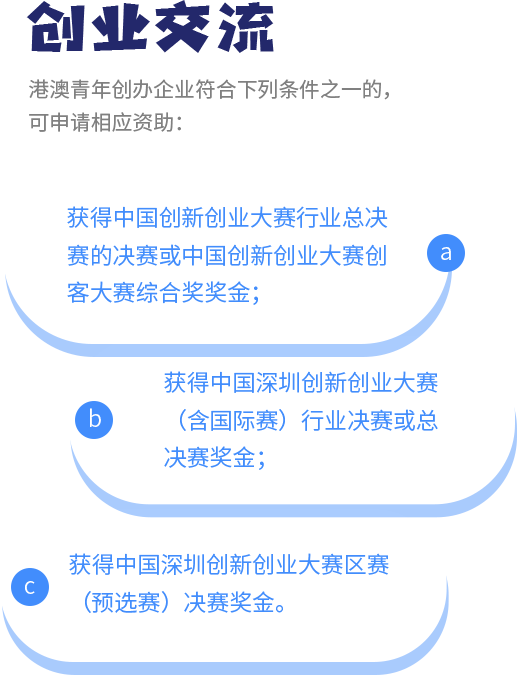 创业交流
港澳青年创办企业符合下列条件之一的，
可申请相应资助：
获得中国创新创业大赛行业总决
赛的决赛或中国创新创业大赛创
客大赛综合奖奖金；
a
获得中国深圳创新创业大赛
（含国际赛）行业决赛或总
决赛奖金；
b
获得中国深圳创新创业大赛区赛
（预选赛）决赛奖金。
c